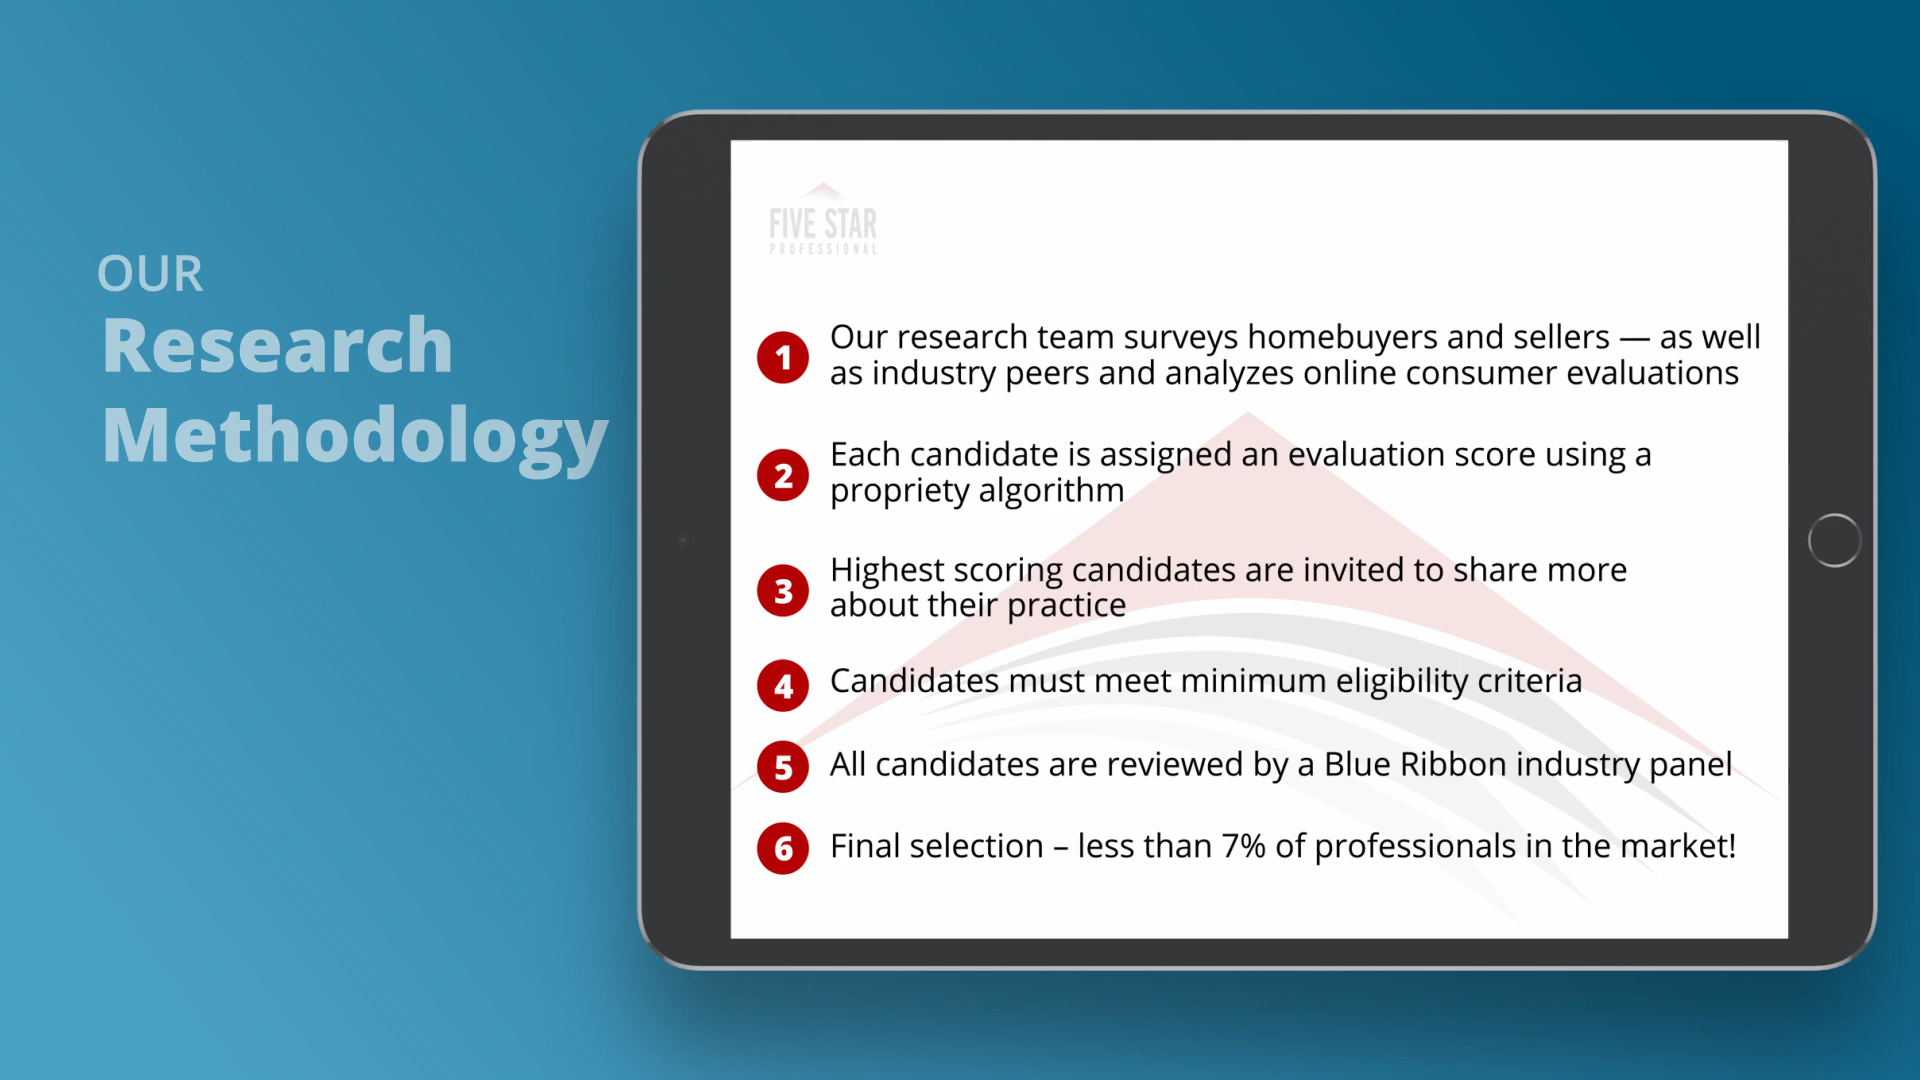 OUR
Research
Methodology
FIVE STAR
PROFESSIONAL
1 Our research team surveys homebuyers and sellers — as well
as industry peers and analyzes online consumer evaluations
2 Each candidate is assigned an evaluation score using a
propriety algorithm
3 Highest scoring candidates are invited to share more
about their practice
4 Candidates must meet minimum eligibility criteria
5 All candidates are reviewed by a Blue Ribbon industry panel
6 Final selection – less than 7% of professionals in the market!